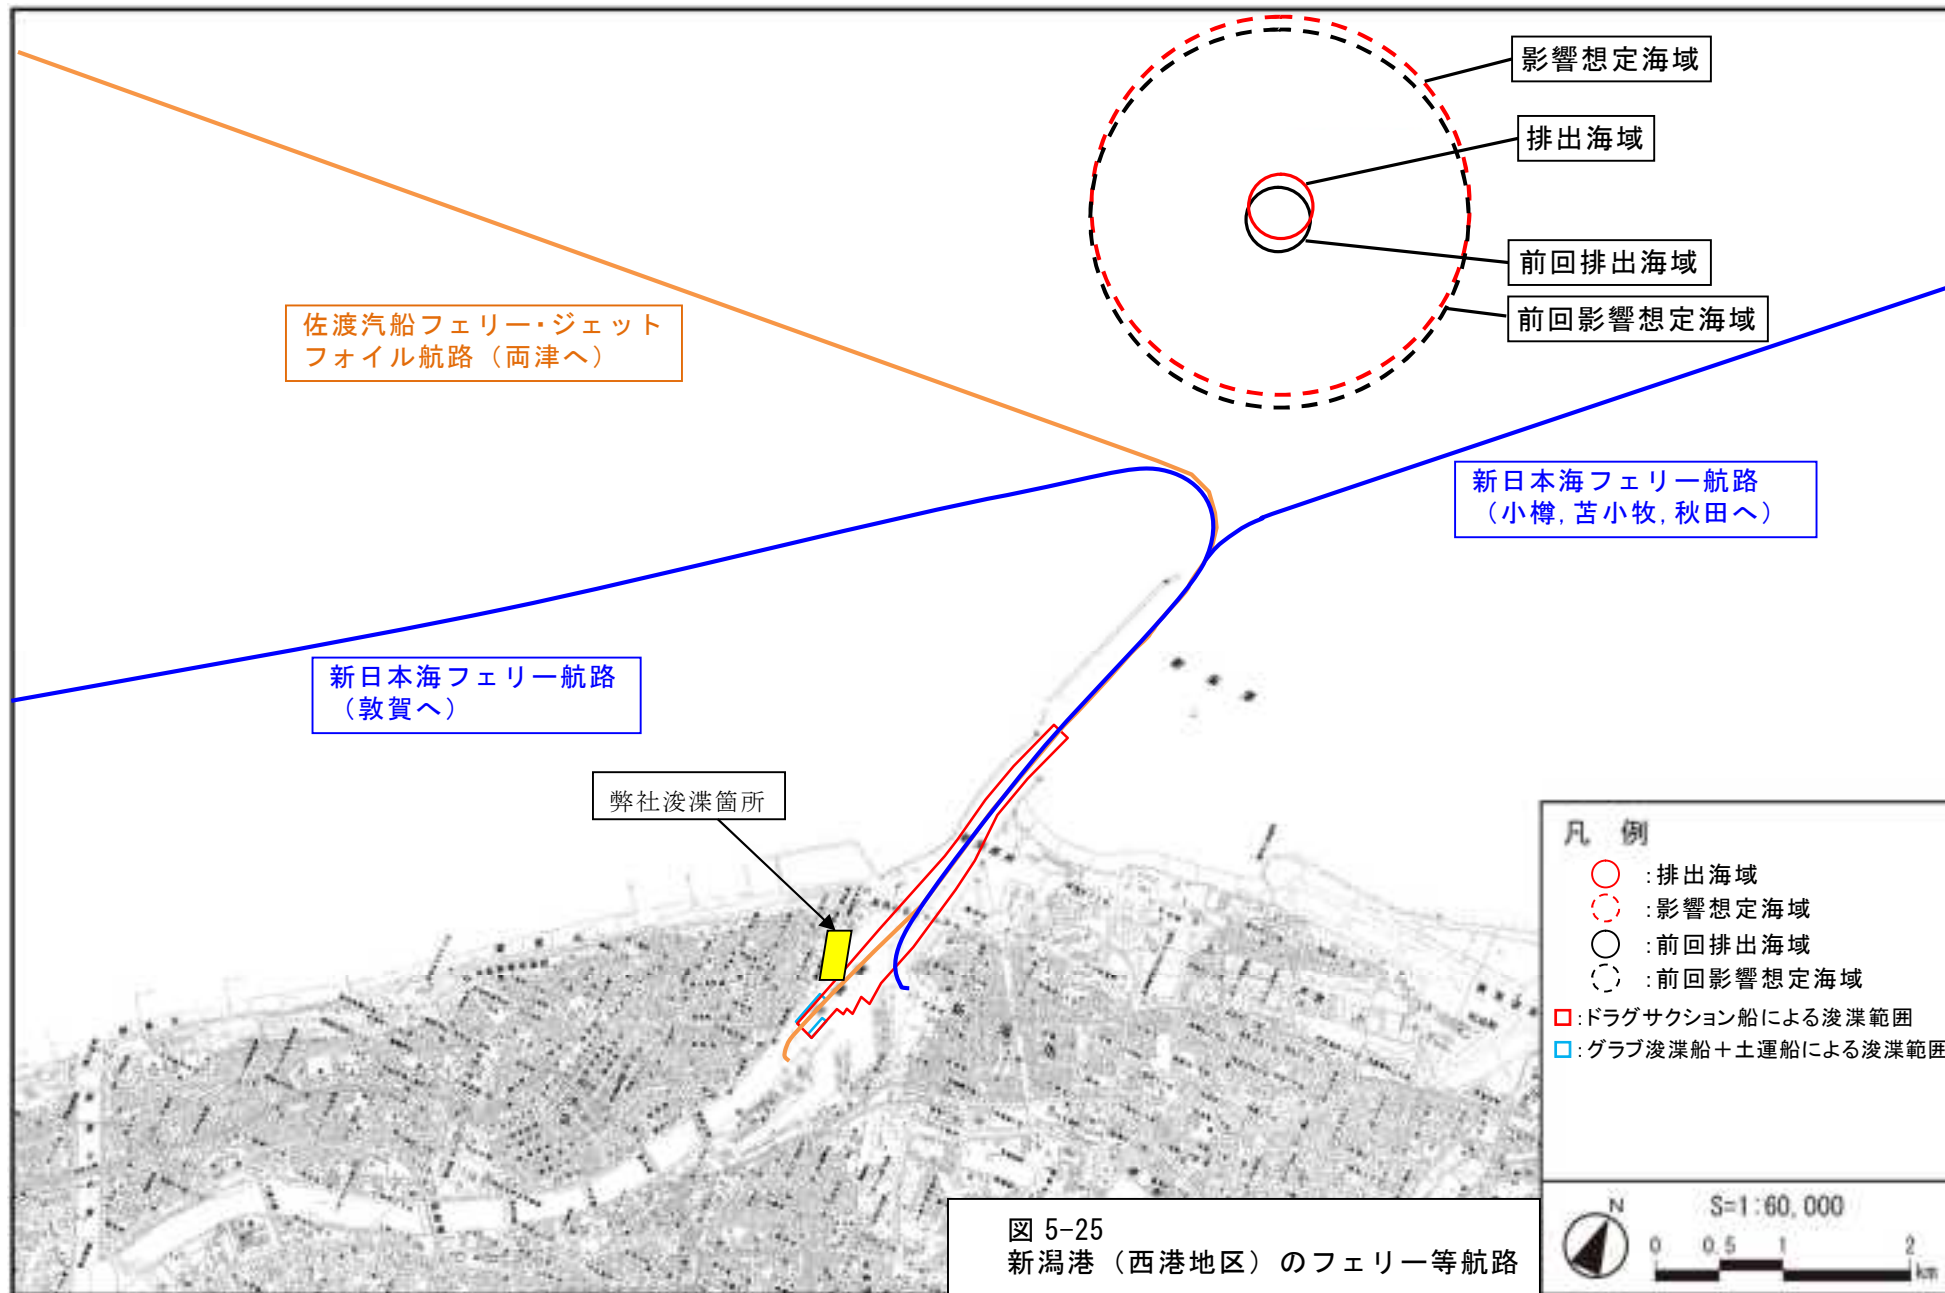 影響想定海域
排出海域
前回排出海域
前回影響想定海域
佐渡汽船フェリー・ジェット
フォイル航路（両津へ）
新日本海フェリー航路
（小樽,苫小牧,秋田へ）
新日本海フェリー航路
（敦賀へ）
弊社浚渫箇所
凡 例
：排出海域
：影響想定海域
：前回排出海域
：前回影響想定海域
：ドラグサクション船による浚渫範囲
：グラブ浚渫船＋土運船による浚渫範囲
N
S=1:60,000
0 0.5 1 2
km
図 5-25
新潟港（西港地区）のフェリー等航路